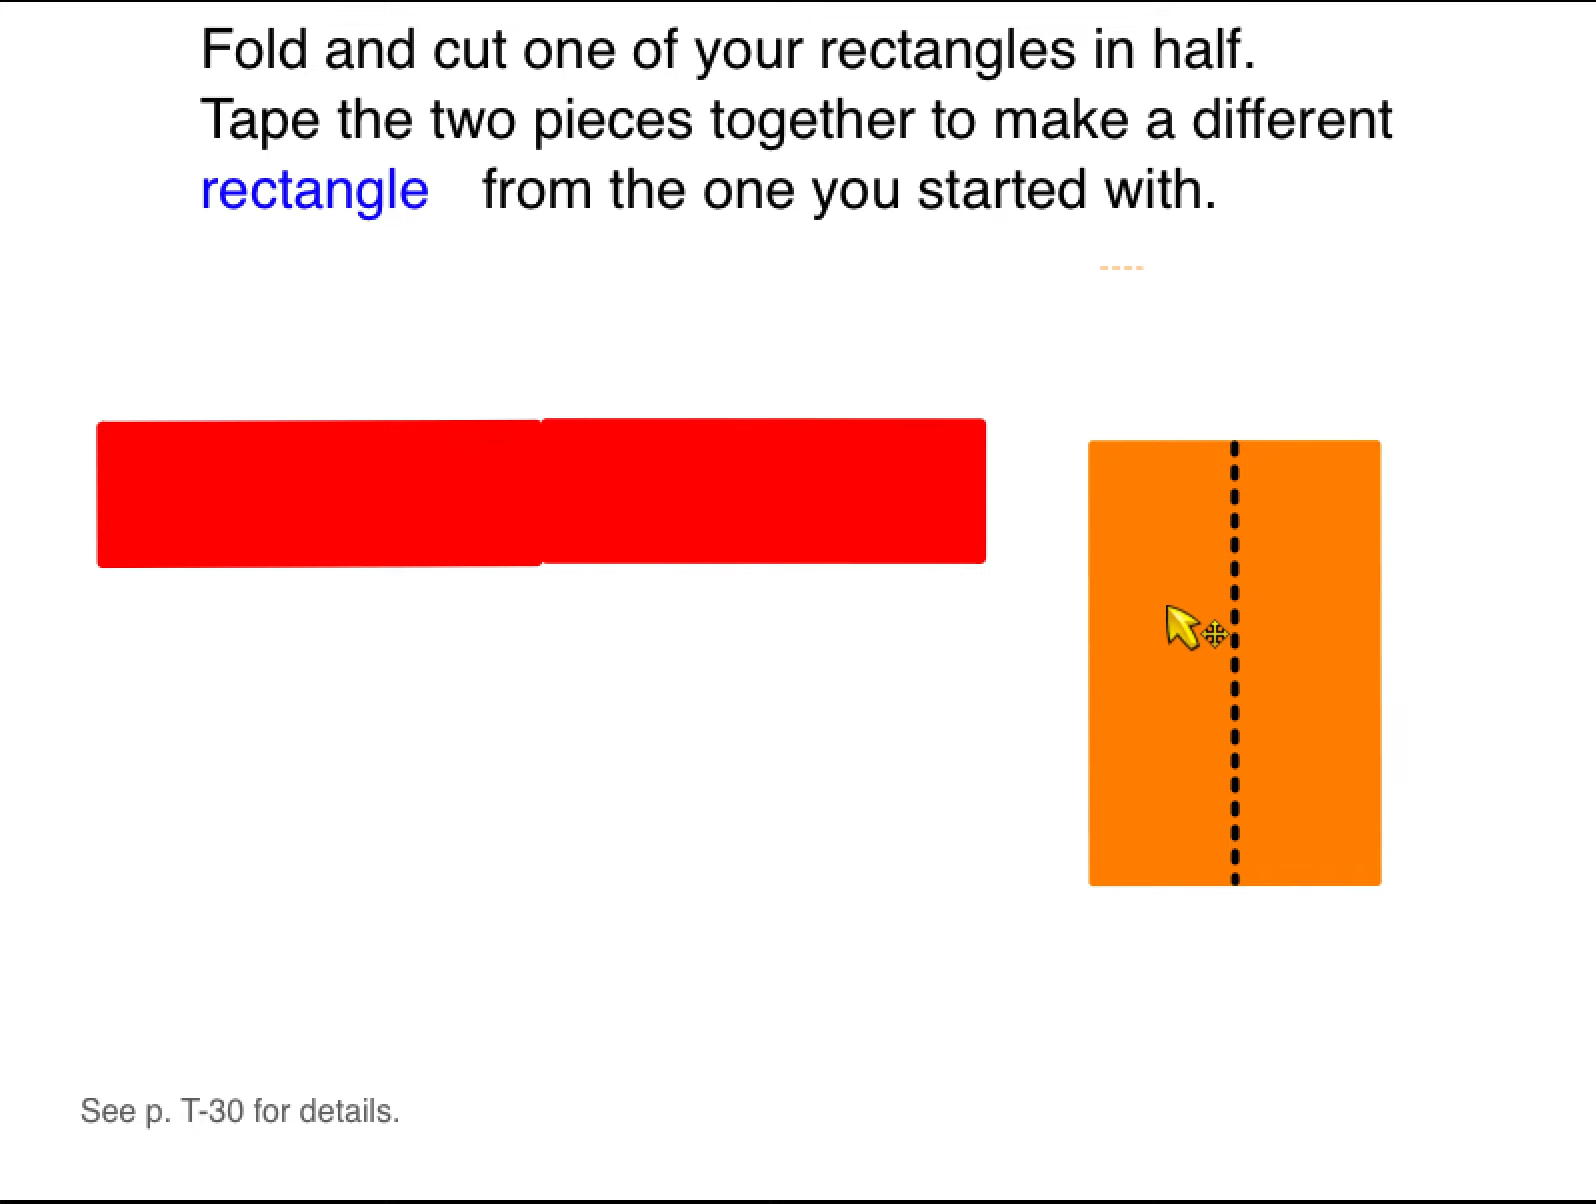 Fold and cut one of your rectangles in half.
Tape the two pieces together to make a different
rectangle from the one you started with.
See p. T-30 for details.